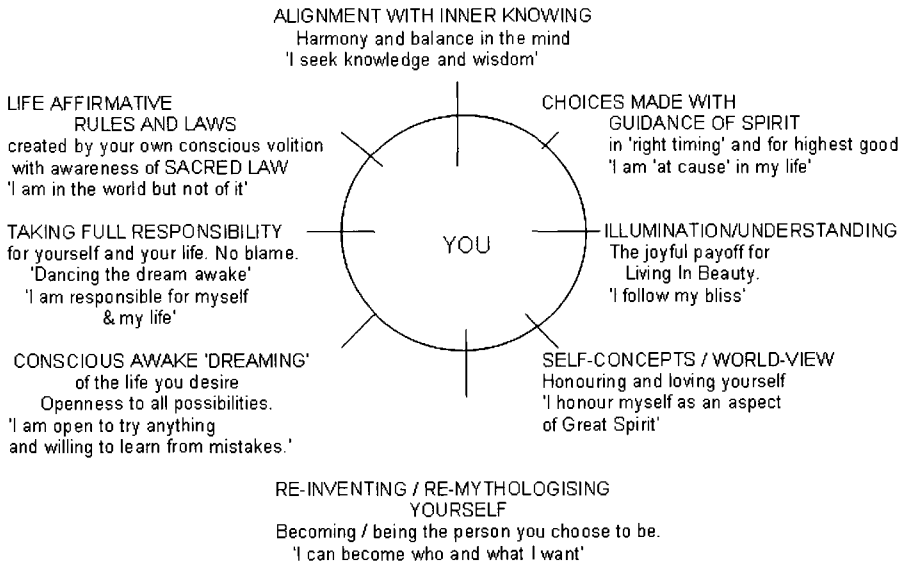 ALIGNMENT WITH INNER KNOWING
Harmony and balance in the mind
'I seek knowledge and wisdom'
LIFE AFFIRMATIVE
RULES AND LAWS
created by your own conscious volition
with awareness of SACRED LAW
'I am in the world but not of it'
CHOICES MADE WITH
GUIDANCE OF SPIRIT
in 'right timing' and for highest good
'I am 'at cause' in my life'
TAKING FULL RESPONSIBILITY
for yourself and your life. No blame.
'Dancing the dream awake'
'I am responsible for myself
& my life'
YOU
ILLUMINATION/UNDERSTANDING
The joyful payoff for
Living In Beauty.
'I follow my bliss'
CONSCIOUS AWAKE 'DREAMING'
of the life you desire
Openness to all possibilities.
'I am open to try anything
and willing to learn from mistakes.'
SELF-CONCEPTS / WORLD-VIEW
Honouring and loving yourself
'I honour myself as an aspect
of Great Spirit'
RE-INVENTING / RE-MYTHOLOGISING
YOURSELF
Becoming / being the person you choose to be.
'I can become who and what I want'